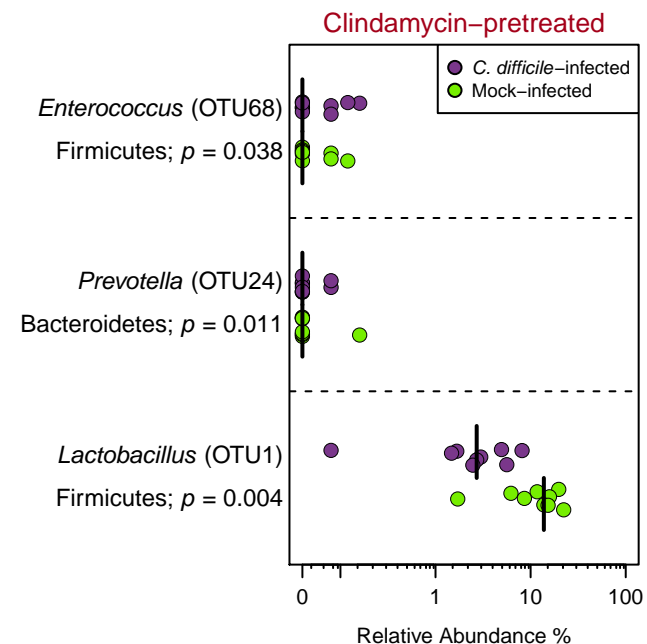 Clindamycin−pretreated
C. difficile−infected
Mock−infected
Enterococcus (OTU68)
Firmicutes; p = 0.038
Prevotella (OTU24)
Bacteroidetes; p = 0.011
Lactobacillus (OTU1)
Firmicutes; p = 0.004
0 1 10 100
Relative Abundance %